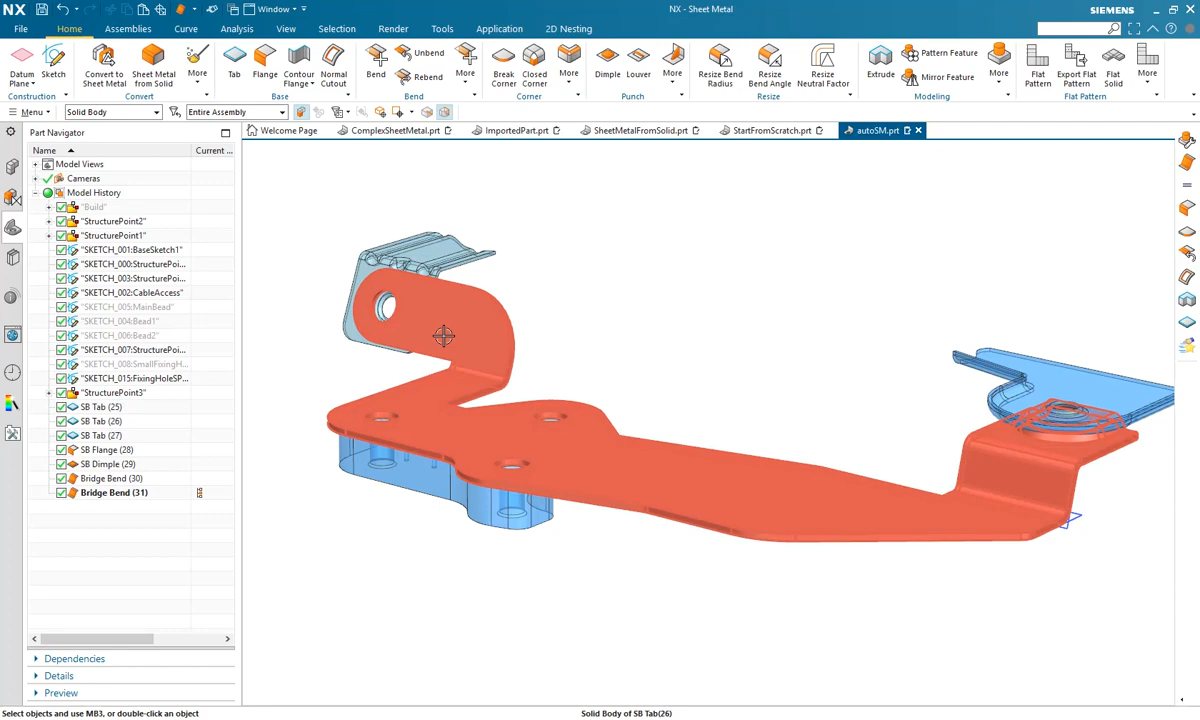 NX
Window
NX - Sheet Metal
SIEMENS
File
Home
Assemblies
Curve
Analysis
View
Selection
Render
Tools
Application
2D Nesting
Datum Plane
Sketch
Convert to Sheet Metal
Sheet Metal from Solid
More
Tab
Flange
Contour Flange
Normal Cutout
Bend
Unbend
Rebend
More
Break Corner
Closed Corner
More
Dimple
Louver
More
Resize Bend Radius
Resize Bend Angle
Resize Neutral Factor
Extrude
Pattern Feature
Mirror Feature
More
Flat Pattern
Export Flat Pattern
Flat Solid
More
Construction
Convert
Base
Bend
Corner
Punch
Resize
Modeling
Flat Pattern
Menu
Solid Body
Entire Assembly
Part Navigator
Welcome Page
ComplexSheetMetal.prt
ImportedPart.prt
SheetMetalFromSolid.prt
StartFromScratch.prt
autoSM.prt
Name
Current ...
Model Views
Cameras
Model History
"Build"
"StructurePoint2"
"StructurePoint1"
"SKETCH_001:BaseSketch1"
"SKETCH_000:StructurePoi...
"SKETCH_003:StructurePoi...
"SKETCH_002:CableAccess"
"SKETCH_005:MainBead"
"SKETCH_004:Bead1"
"SKETCH_006:Bead2"
"SKETCH_007:StructurePoi...
"SKETCH_008:SmallFixingH...
"SKETCH_015:FixingHoleSP...
"StructurePoint3"
SB Tab (25)
SB Tab (26)
SB Tab (27)
SB Flange (28)
SB Dimple (29)
Bridge Bend (30)
Bridge Bend (31)
Dependencies
Details
Preview
Select objects and use MB3, or double-click an object
Solid Body of SB Tab(26)